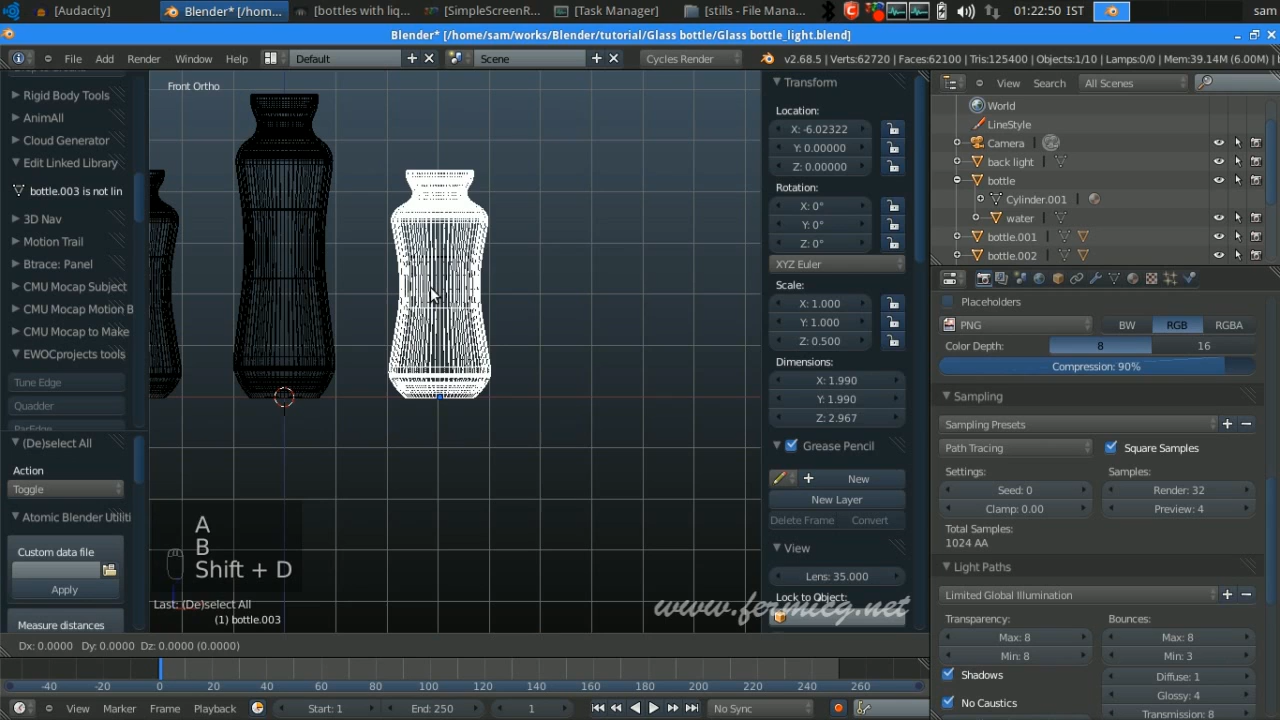 [Audacity]
Blender* [/hom...
[bottles with liq...
[SimpleScreenR...
[Task Manager]
[stills - File Mana...
01:22:50 IST
sam
Blender* [/home/sam/works/Blender/tutorial/Glass bottle/Glass bottle_light.blend]
File Add Render Window Help
Default
Scene
Cycles Render
v2.68.5 | Verts:62720 | Faces:62100 | Tris:125400 | Objects:1/10 | Lamps:0/0 | Mem:39.14M (6.00M) | b
Rigid Body Tools
AnimAll
Cloud Generator
Edit Linked Library
bottle.003 is not lin
3D Nav
Motion Trail
Btrace: Panel
CMU Mocap Subject
CMU Mocap Motion B
CMU Mocap to Make
EWOCprojects tools
Tune Edge
Quadder
(De)select All
Action
Toggle
Atomic Blender Utiliti
Custom data file
Apply
Measure distances
Front Ortho
A
B
Shift + D
Last: (De)select All
(1) bottle.003
www.fermieg.net
Dx: 0.0000 Dy: 0.0000 Dz: 0.0000 (0.0000)
Transform
Location:
X: -6.02322
Y: 0.00000
Z: 0.00000
Rotation:
X: 0°
Y: 0°
Z: 0°
XYZ Euler
Scale:
X: 1.000
Y: 1.000
Z: 0.500
Dimensions:
X: 1.990
Y: 1.990
Z: 2.967
Grease Pencil
New
New Layer
Delete Frame Convert
View
Lens: 35.000
Lock to Object:
View Search All Scenes
World
LineStyle
Camera
back light
bottle
Cylinder.001
water
bottle.001
bottle.002
Placeholders
PNG BW RGB RGBA
Color Depth: 8 16
Compression: 90%
Sampling
Sampling Presets
Path Tracing Square Samples
Settings: Samples:
Seed: 0 Render: 32
Clamp: 0.00 Preview: 4
Total Samples:
1024 AA
Light Paths
Limited Global Illumination
Transparency: Bounces:
Max: 8 Max: 8
Min: 8 Min: 3
Shadows Diffuse: 1
Glossy: 4
No Caustics Transmission: 8
-40 -20 0 20 40 60 80 100 120 140 160 180 200 220 240 260
View Marker Frame Playback Start: 1 End: 250 1 No Sync